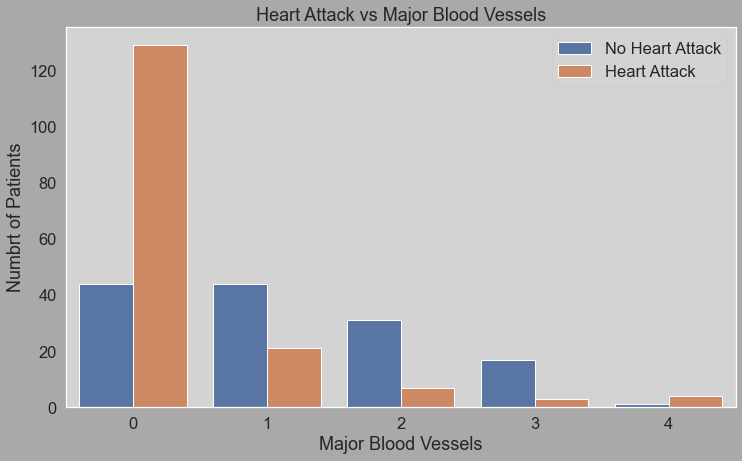 Heart Attack vs Major Blood Vessels
No Heart Attack
Heart Attack
Numbrt of Patients
120
100
80
60
40
20
0
0 1 2 3 4
Major Blood Vessels